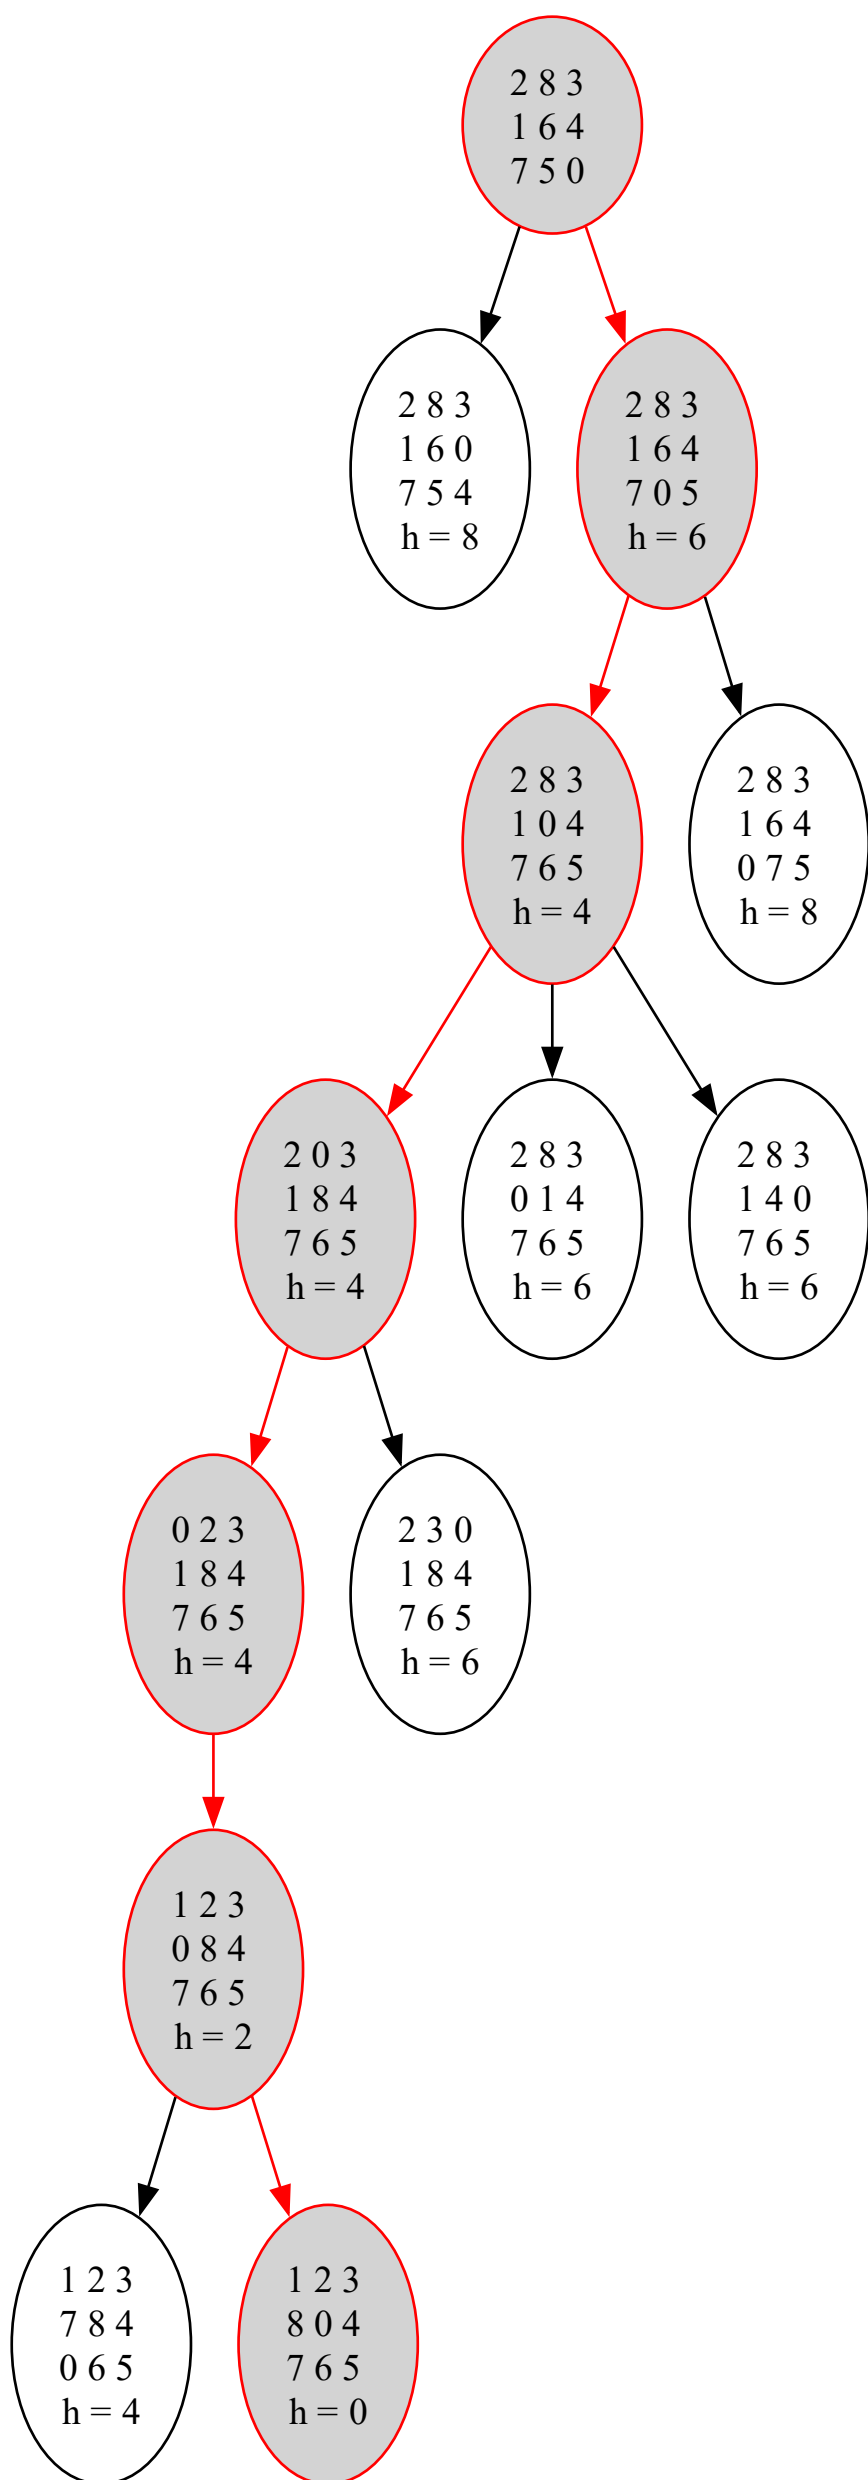 2 8 3
1 6 4
7 5 0
2 8 3
1 6 0
7 5 4
h = 8
2 8 3
1 6 4
7 0 5
h = 6
2 8 3
1 0 4
7 6 5
h = 4
2 8 3
1 6 4
0 7 5
h = 8
2 0 3
1 8 4
7 6 5
h = 4
2 8 3
0 1 4
7 6 5
h = 6
2 8 3
1 4 0
7 6 5
h = 6
0 2 3
1 8 4
7 6 5
h = 4
2 3 0
1 8 4
7 6 5
h = 6
1 2 3
0 8 4
7 6 5
h = 2
1 2 3
7 8 4
0 6 5
h = 4
1 2 3
8 0 4
7 6 5
h = 0